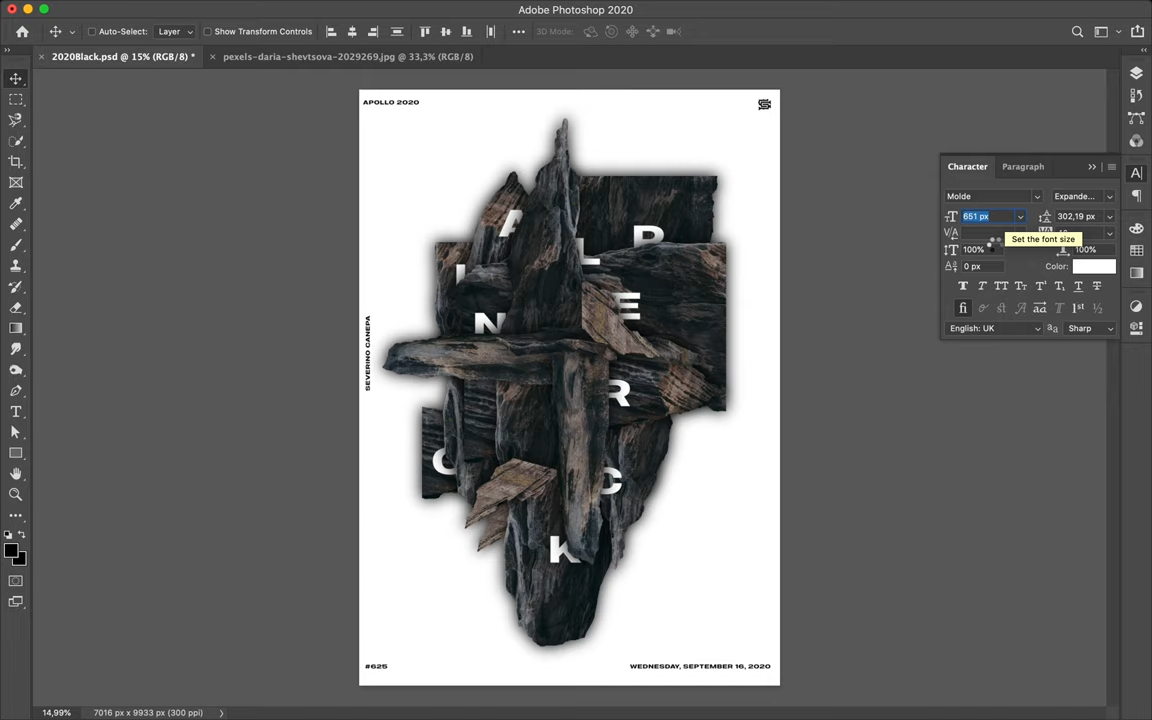 Adobe Photoshop 2020
Auto-Select: Layer Show Transform Controls 3D Mode:
2020Black.psd @ 15% (RGB/8) * pexels-daria-shevtsova-2029269.jpg @ 33,3% (RGB/8)
APOLLO 2020
A
P
L
I
E
N
R
C
K
SEVERINO CANEPA
#625
WEDNESDAY, SEPTEMBER 16, 2020
Character Paragraph
Molde Expande...
651 px 302,19 px
Set the font size
100% 100%
0 px Color:
English: UK Sharp
14,99% 7016 px x 9933 px (300 ppi)